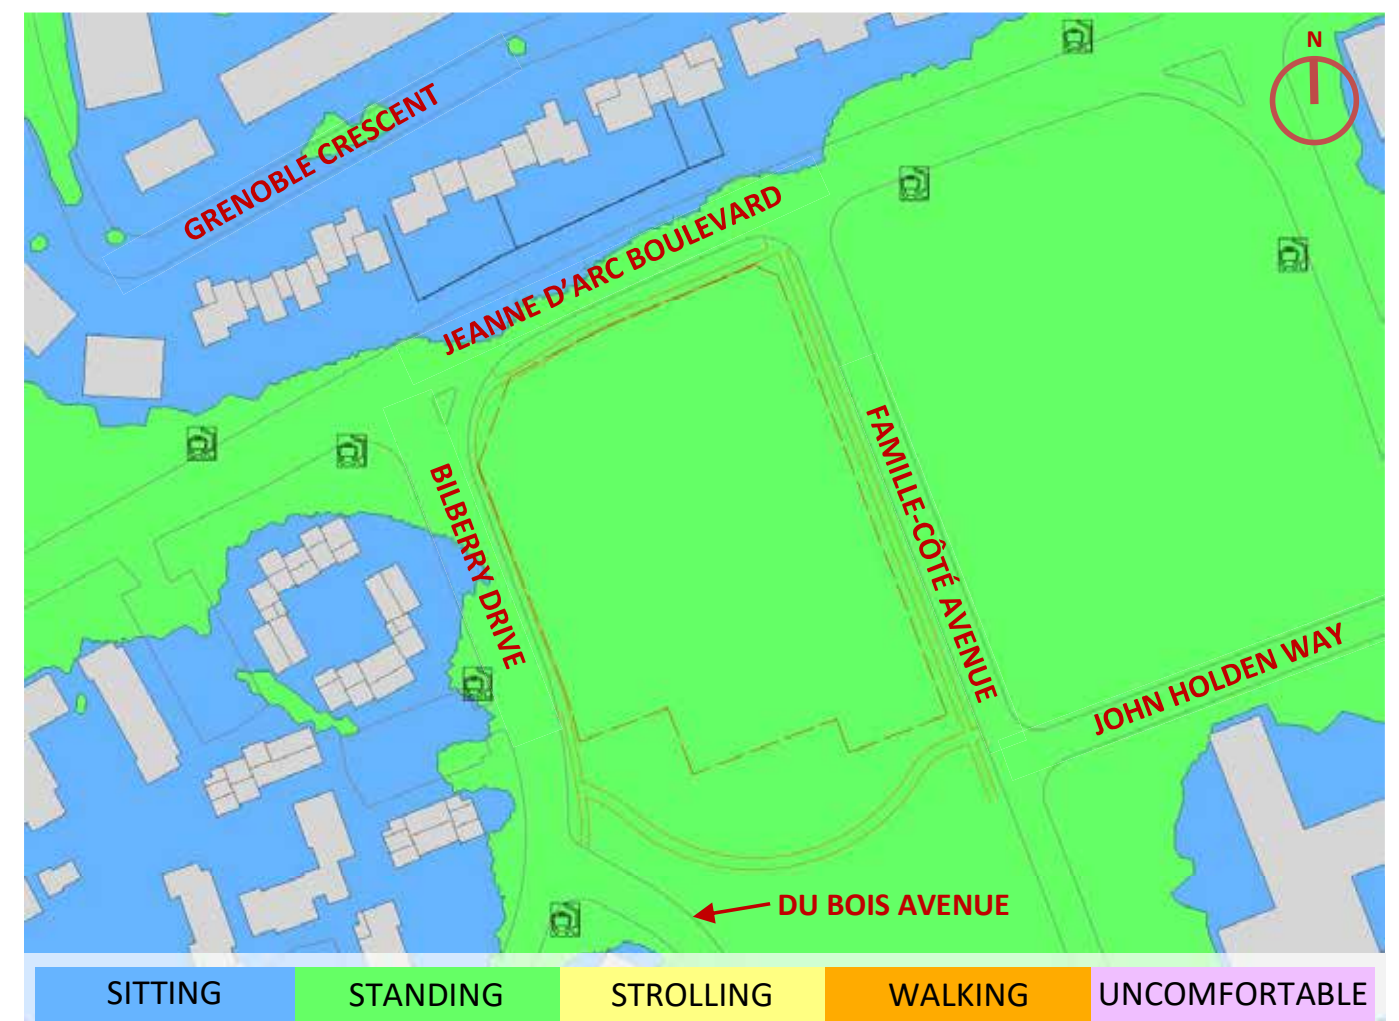 N
GRENOBLE CRESCENT
JEANNE D'ARC BOULEVARD
BILBERRY DRIVE
FAMILLE-CÔTÉ AVENUE
JOHN HOLDEN WAY
DU BOIS AVENUE
SITTING
STANDING
STROLLING
WALKING
UNCOMFORTABLE